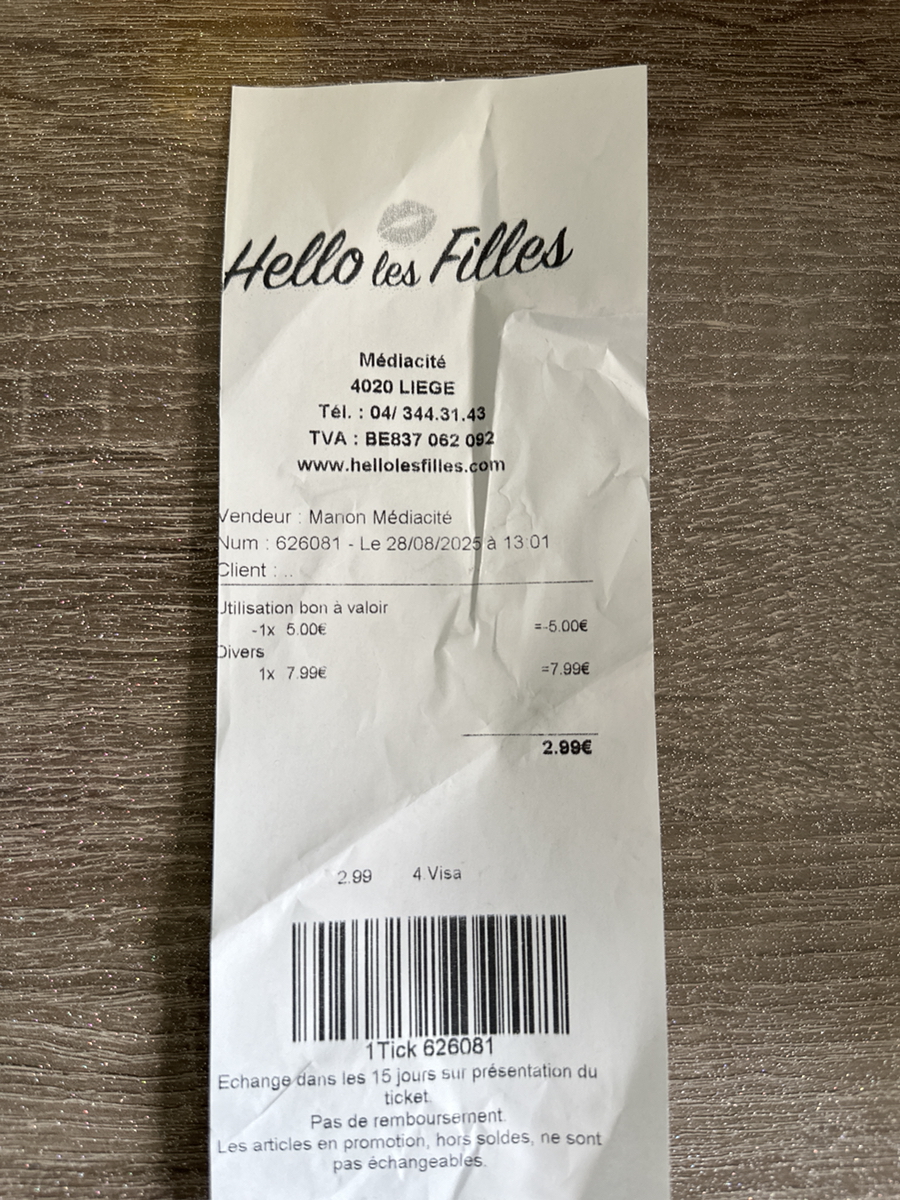 Hello les Filles
Médiacité
4020 LIEGE
Tél. : 04/ 344.31.43
TVA : BE837 062 092
www.hellolesfilles.com
Vendeur : Manon Médiacité
Num : 626081 - Le 28/08/2025 à 13:01
Client : ..
Utilisation bon à valoir
-1x 5.00€ =-5.00€
Divers
1x 7.99€ =7.99€
2.99€
2.99 4.Visa
1Tick 626081
Echange dans les 15 jours sur présentation du
ticket.
Pas de remboursement.
Les articles en promotion, hors soldes, ne sont
pas échangeables.